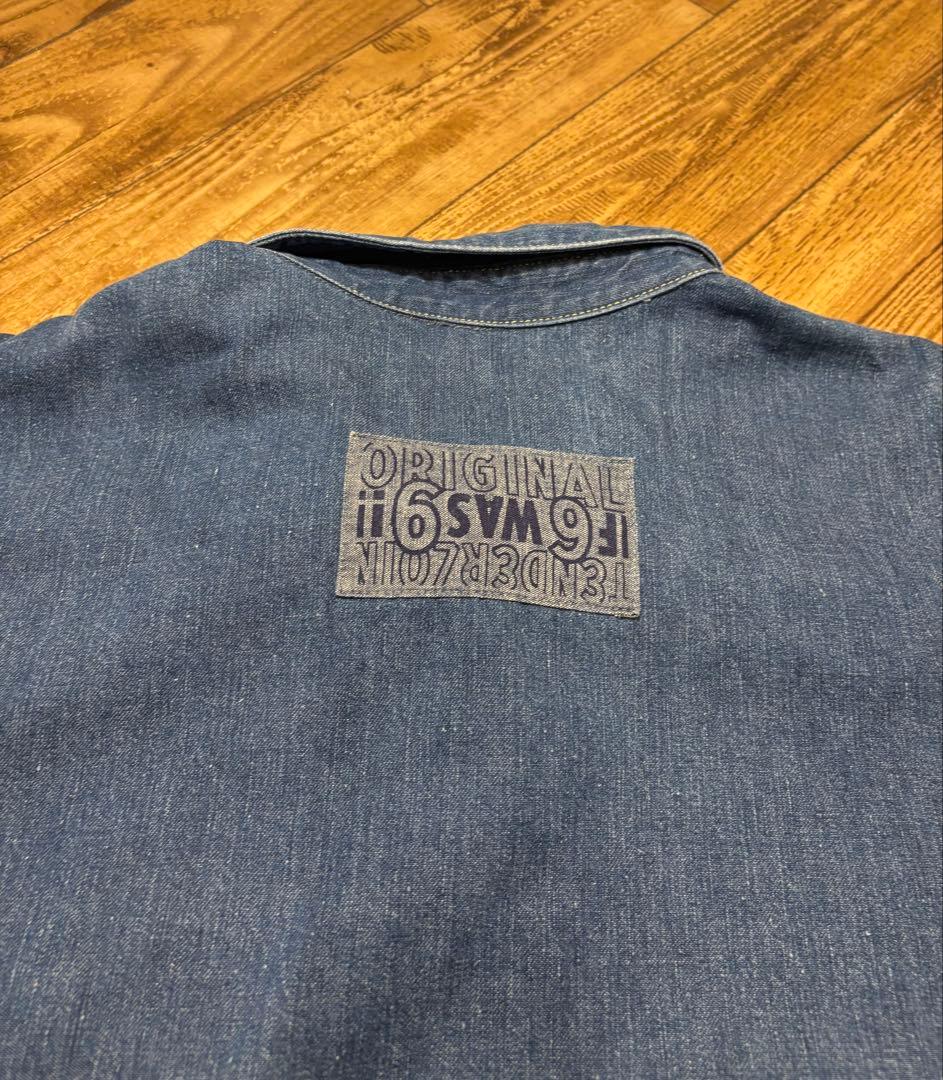 ORIGINAL
IF 6 WAS 9!!
TENDERLOIN